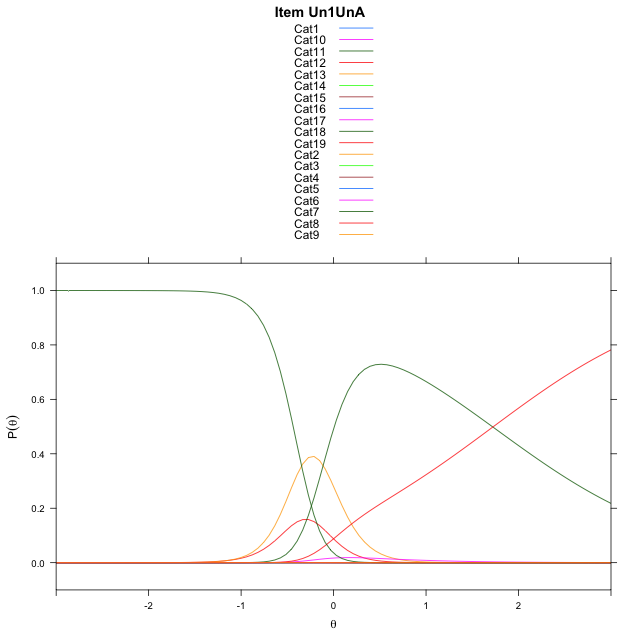 Item Un1UnA
Cat1
Cat10
Cat11
Cat12
Cat13
Cat14
Cat15
Cat16
Cat17
Cat18
Cat19
Cat2
Cat3
Cat4
Cat5
Cat6
Cat7
Cat8
Cat9
1.0
0.8
0.6
0.4
0.2
0.0
P(θ)
-2 -1 0 1 2
θ